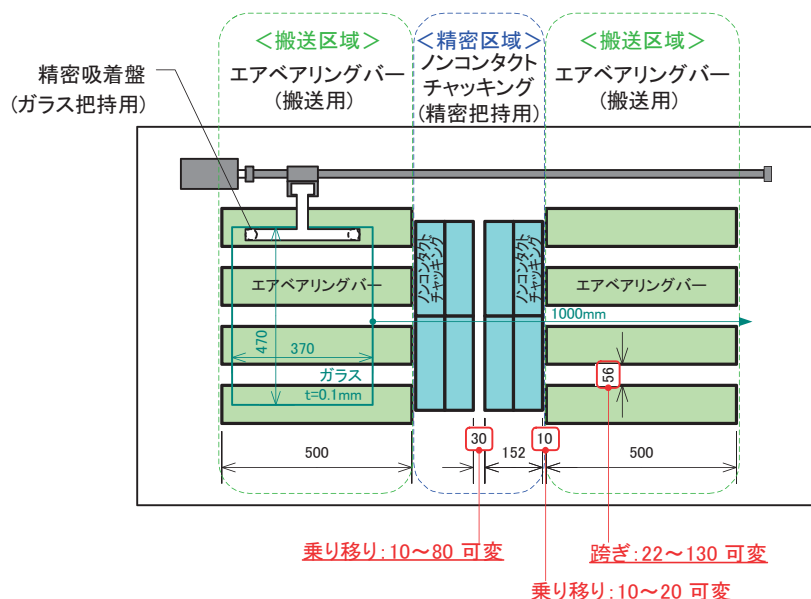 ＜搬送区域＞
エアベアリングバー
(搬送用)
＜精密区域＞
ノンコンタクト
チャッキング
(精密把持用)
＜搬送区域＞
エアベアリングバー
(搬送用)
精密吸着盤
(ガラス把持用)
ノンコンタクト
チャッキング
ノンコンタクト
チャッキング
エアベアリングバー
エアベアリングバー
1000mm
470
370
ガラス
t=0.1mm
56
500
30
152
10
500
乗り移り:10～80 可変
跨ぎ:22～130 可変
乗り移り:10～20 可変